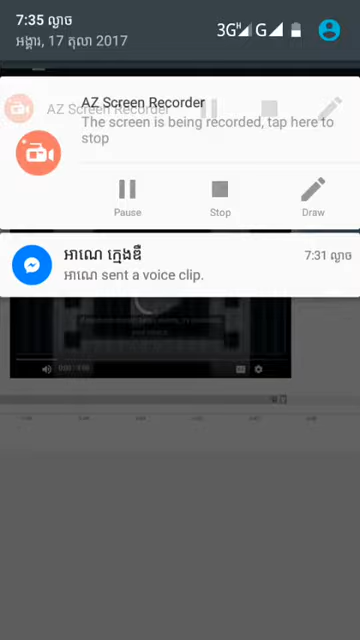 7:35 ល្ងាច
3G H G
អង្គារ, 17 តុលា 2017
AZ Screen Recorder
AZ Screen Recorder
The screen is being recorded, tap here to
stop
Pause Stop Draw
អាណេ ក្មេងឌឺ 7:31 ល្ងាច
អាណេ sent a voice clip.